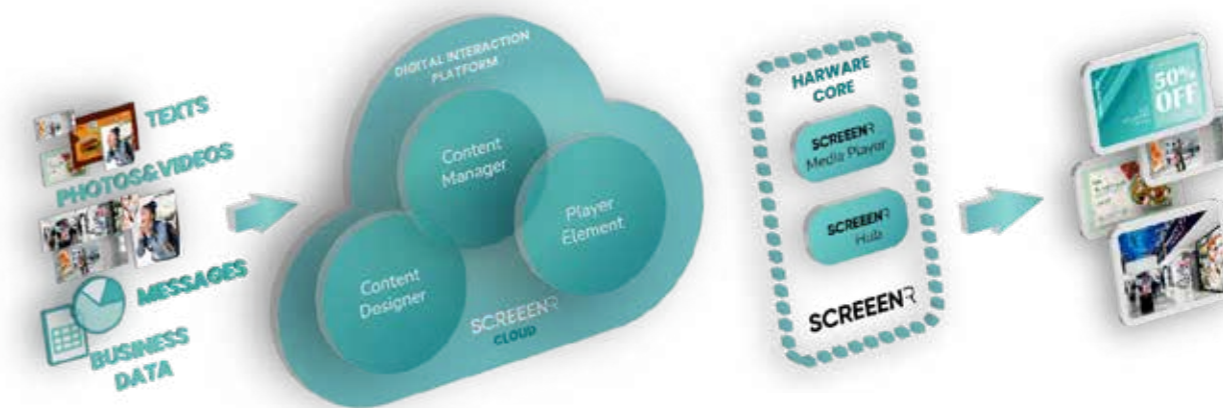 TEXTS
PHOTOS&VIDEOS
MESSAGES
BUSINESS
DATA
DIGITAL INTERACTION
PLATFORM
Content
Manager
Player
Element
Content
Designer
SCREEENR
CLOUD
HARWARE
CORE
SCREEENR
Media Player
SCREEENR
Hub
SCREEENR
50%
OFF